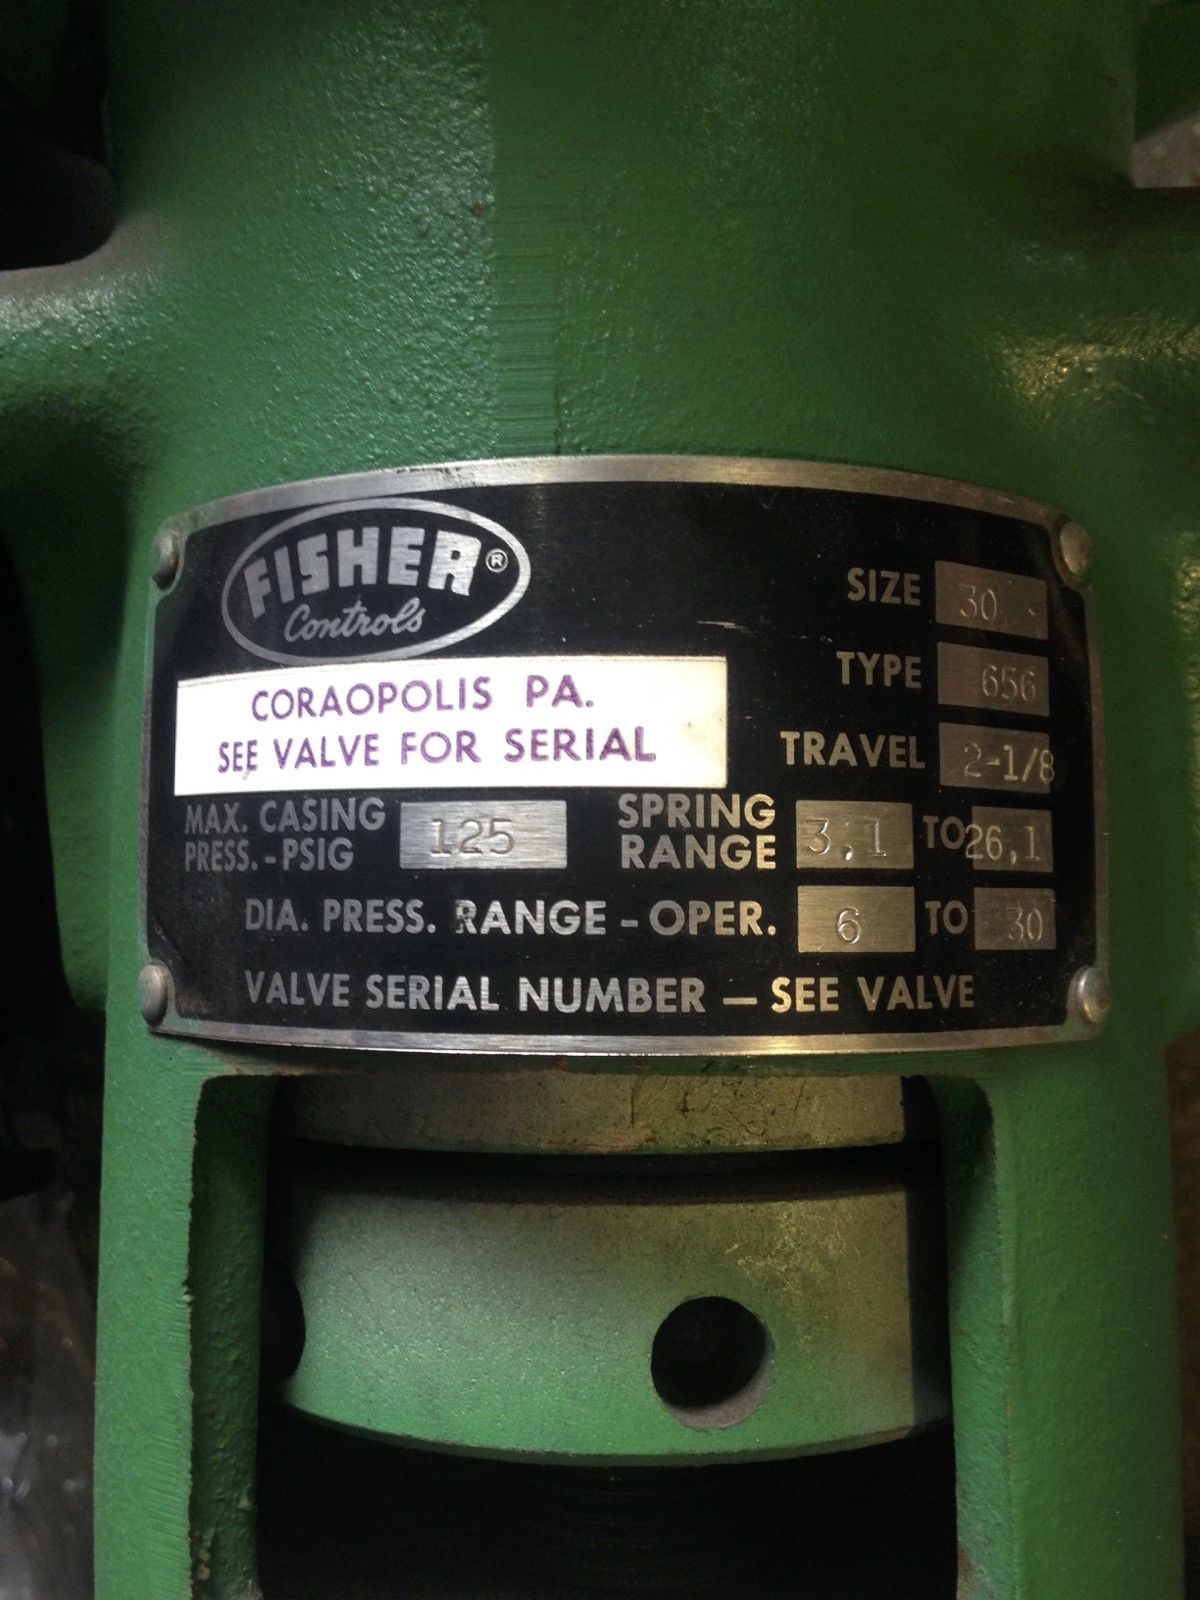 FISHER®
Controls
CORAOPOLIS PA.
SEE VALVE FOR SERIAL
SIZE 30
TYPE 656
TRAVEL 2-1/8
MAX. CASING PRESS.-PSIG 125
SPRING RANGE 3,1 TO 26,1
DIA. PRESS. RANGE - OPER. 6 TO 30
VALVE SERIAL NUMBER — SEE VALVE